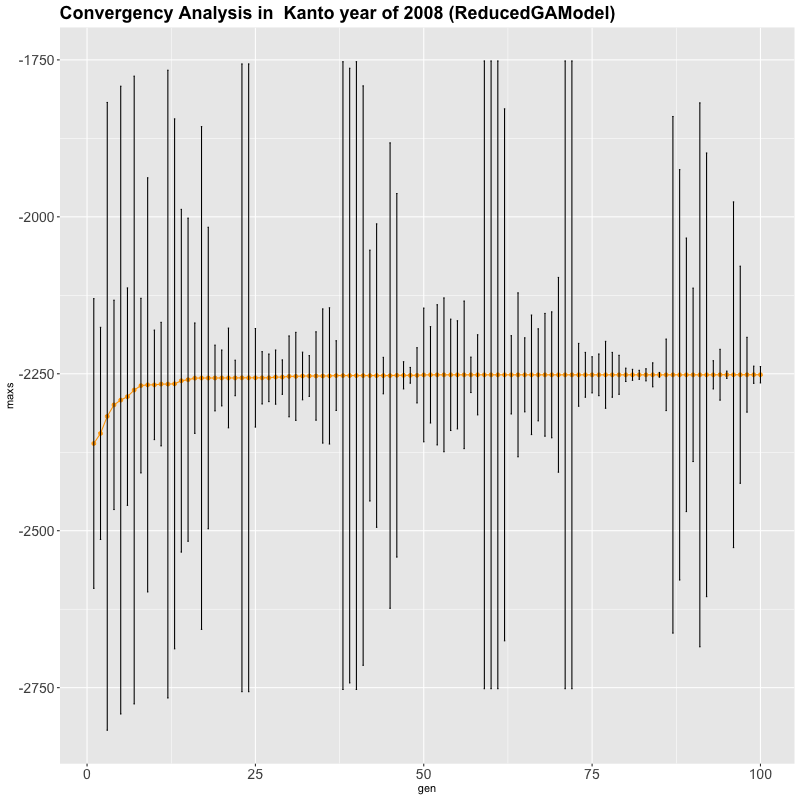 Convergency Analysis in  Kanto year of 2008 (ReducedGAModel)
maxs
-1750
-2000
-2250
-2500
-2750
0 25 50 75 100
gen